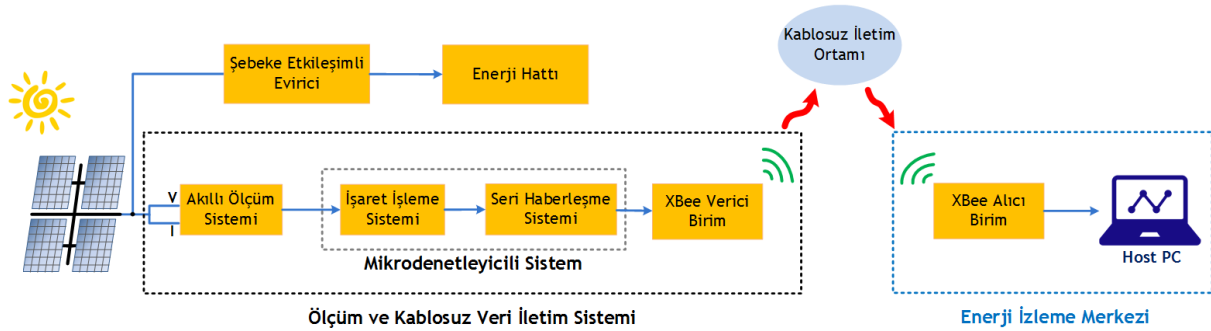 Şebeke Etkileşimli
Evirici
Enerji Hattı
Kablosuz İletim
Ortamı
V
I
Akıllı Ölçüm
Sistemi
İşaret İşleme
Sistemi
Seri Haberleşme
Sistemi
XBee Verici
Birim
Mikrodenetleyicili Sistem
Ölçüm ve Kablosuz Veri İletim Sistemi
XBee Alıcı
Birim
Host PC
Enerji İzleme Merkezi